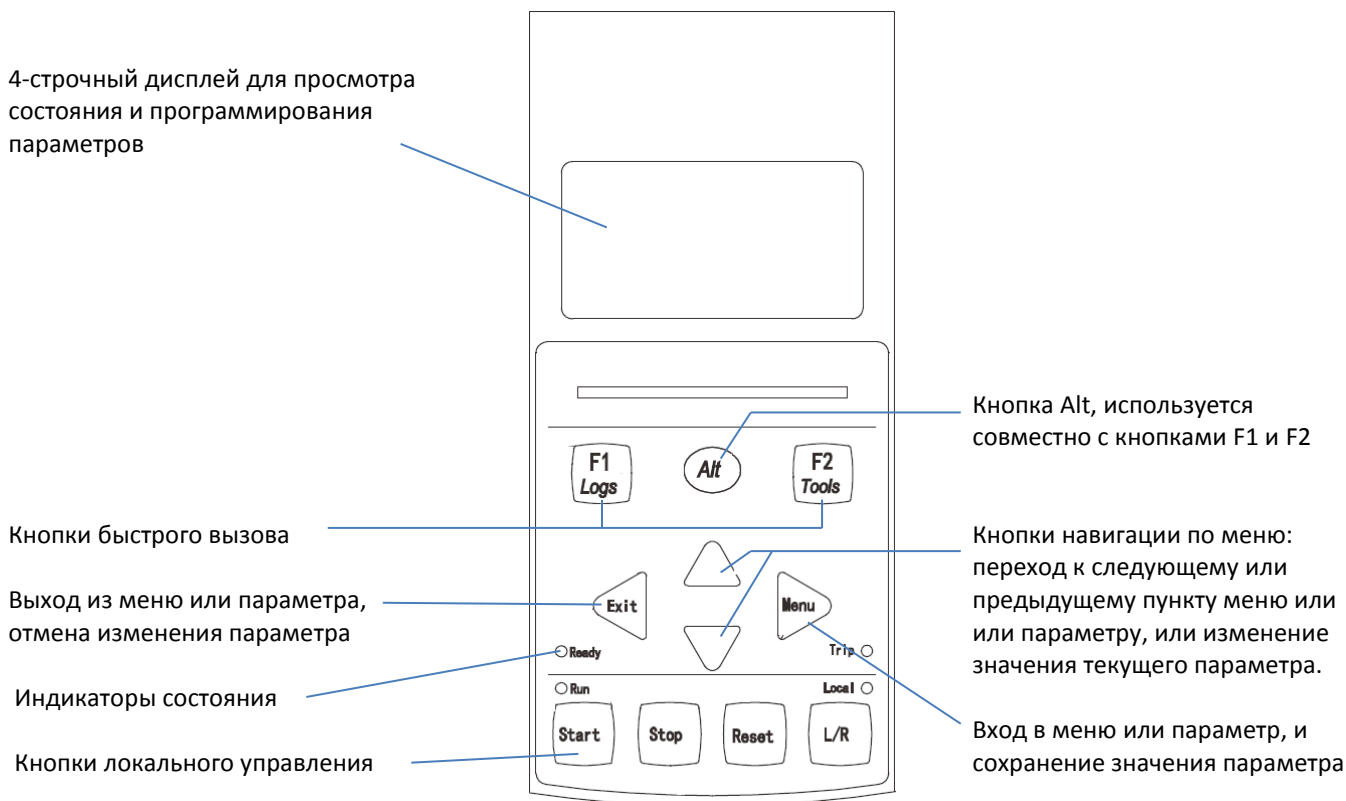 4-строчный дисплей для просмотра
состояния и программирования
параметров
Кнопка Alt, используется
совместно с кнопками F1 и F2
F1
Logs
Alt
F2
Tools
Кнопки быстрого вызова
Кнопки навигации по меню:
переход к следующему или
предыдущему пункту меню или
или параметру, или изменение
значения текущего параметра.
Выход из меню или параметра,
отмена изменения параметра
Exit
Menu
Ready
Trip
Индикаторы состояния
Run
Local
Start
Stop
Reset
L/R
Вход в меню или параметр, и
сохранение значения параметра
Кнопки локального управления